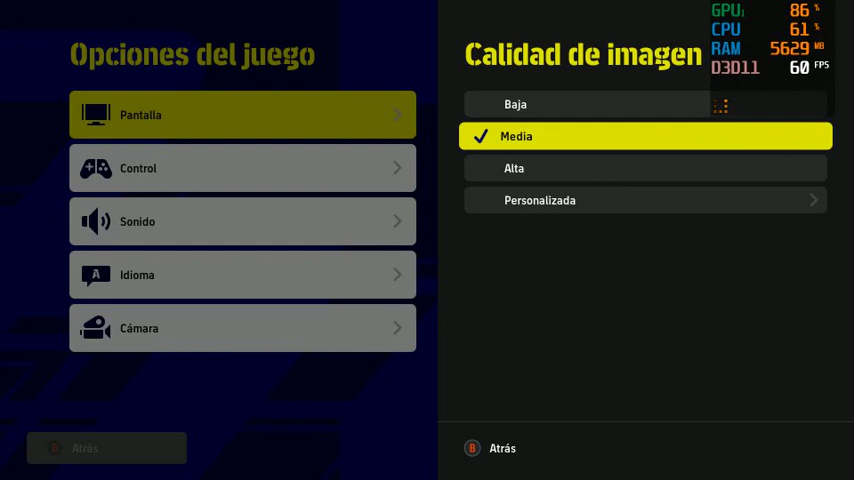 Opciones del juego
Pantalla
Control
Sonido
A
Idioma
Cámara
B Atrás
Calidad de imagen
Baja
Media
Alta
Personalizada
B Atrás
GPU1 86 %
CPU 61 %
RAM 5629 MB
D3D11 60 FPS